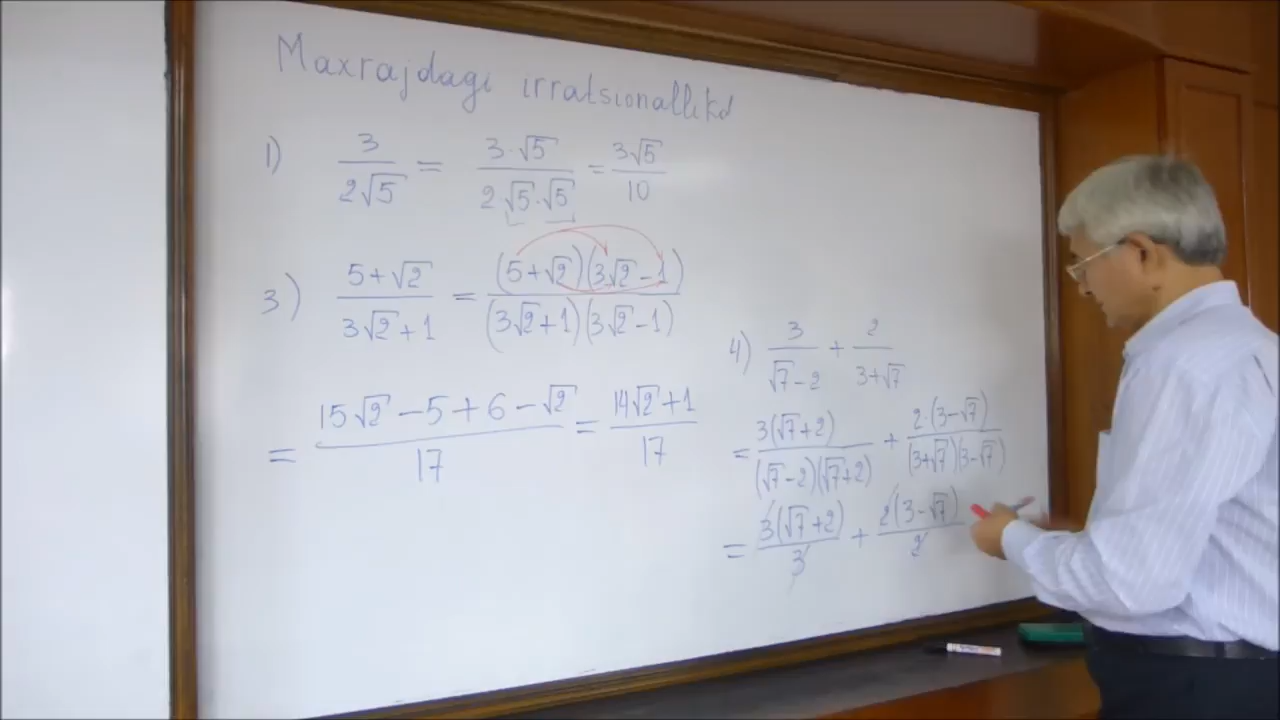 Maxrajdagi irratsionallikd
1) 3/(2√5) = (3·√5)/(2√5·√5) = 3√5/10
3) (5+√2)/(3√2+1) = ((5+√2)(3√2-1))/((3√2+1)(3√2-1))
= (15√2-5+6-√2)/17 = (14√2+1)/17
4) 3/(√7-2) + 2/(3+√7)
= 3(√7+2)/((√7-2)(√7+2)) + 2·(3-√7)/((3+√7)(3-√7))
= 3(√7+2)/3 + 2(3-√7)/2